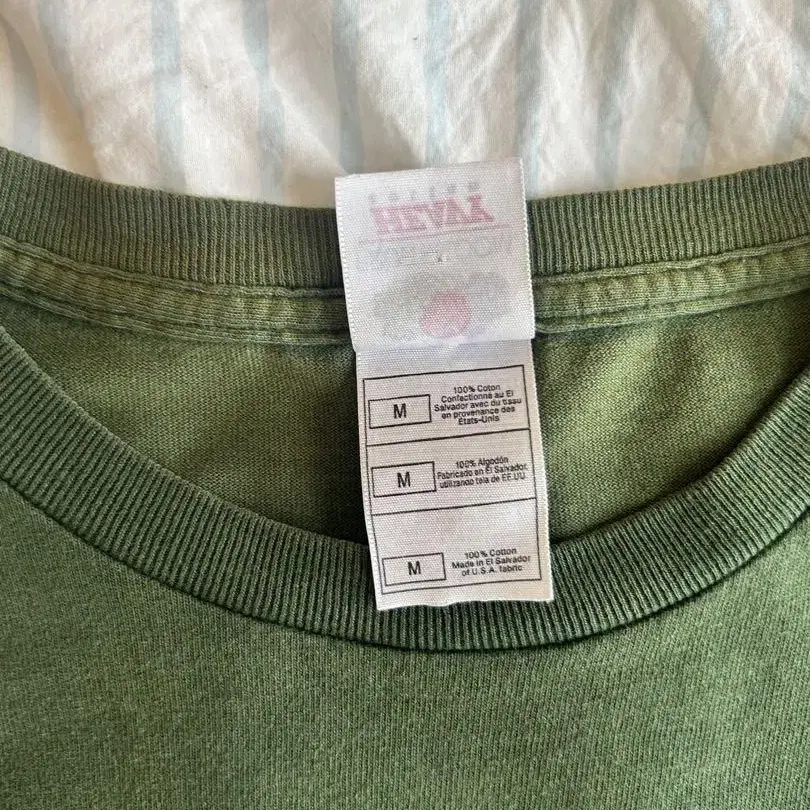 HEAVY
M
100% Coton
Confectionné au El
Salvador avec du tissu
en provenance des
États-Unis
M
100% Algodón
Fabricado en El Salvador,
utilizando tela de EE.UU.
M
100% Cotton
Made in El Salvador
of U.S.A. fabric